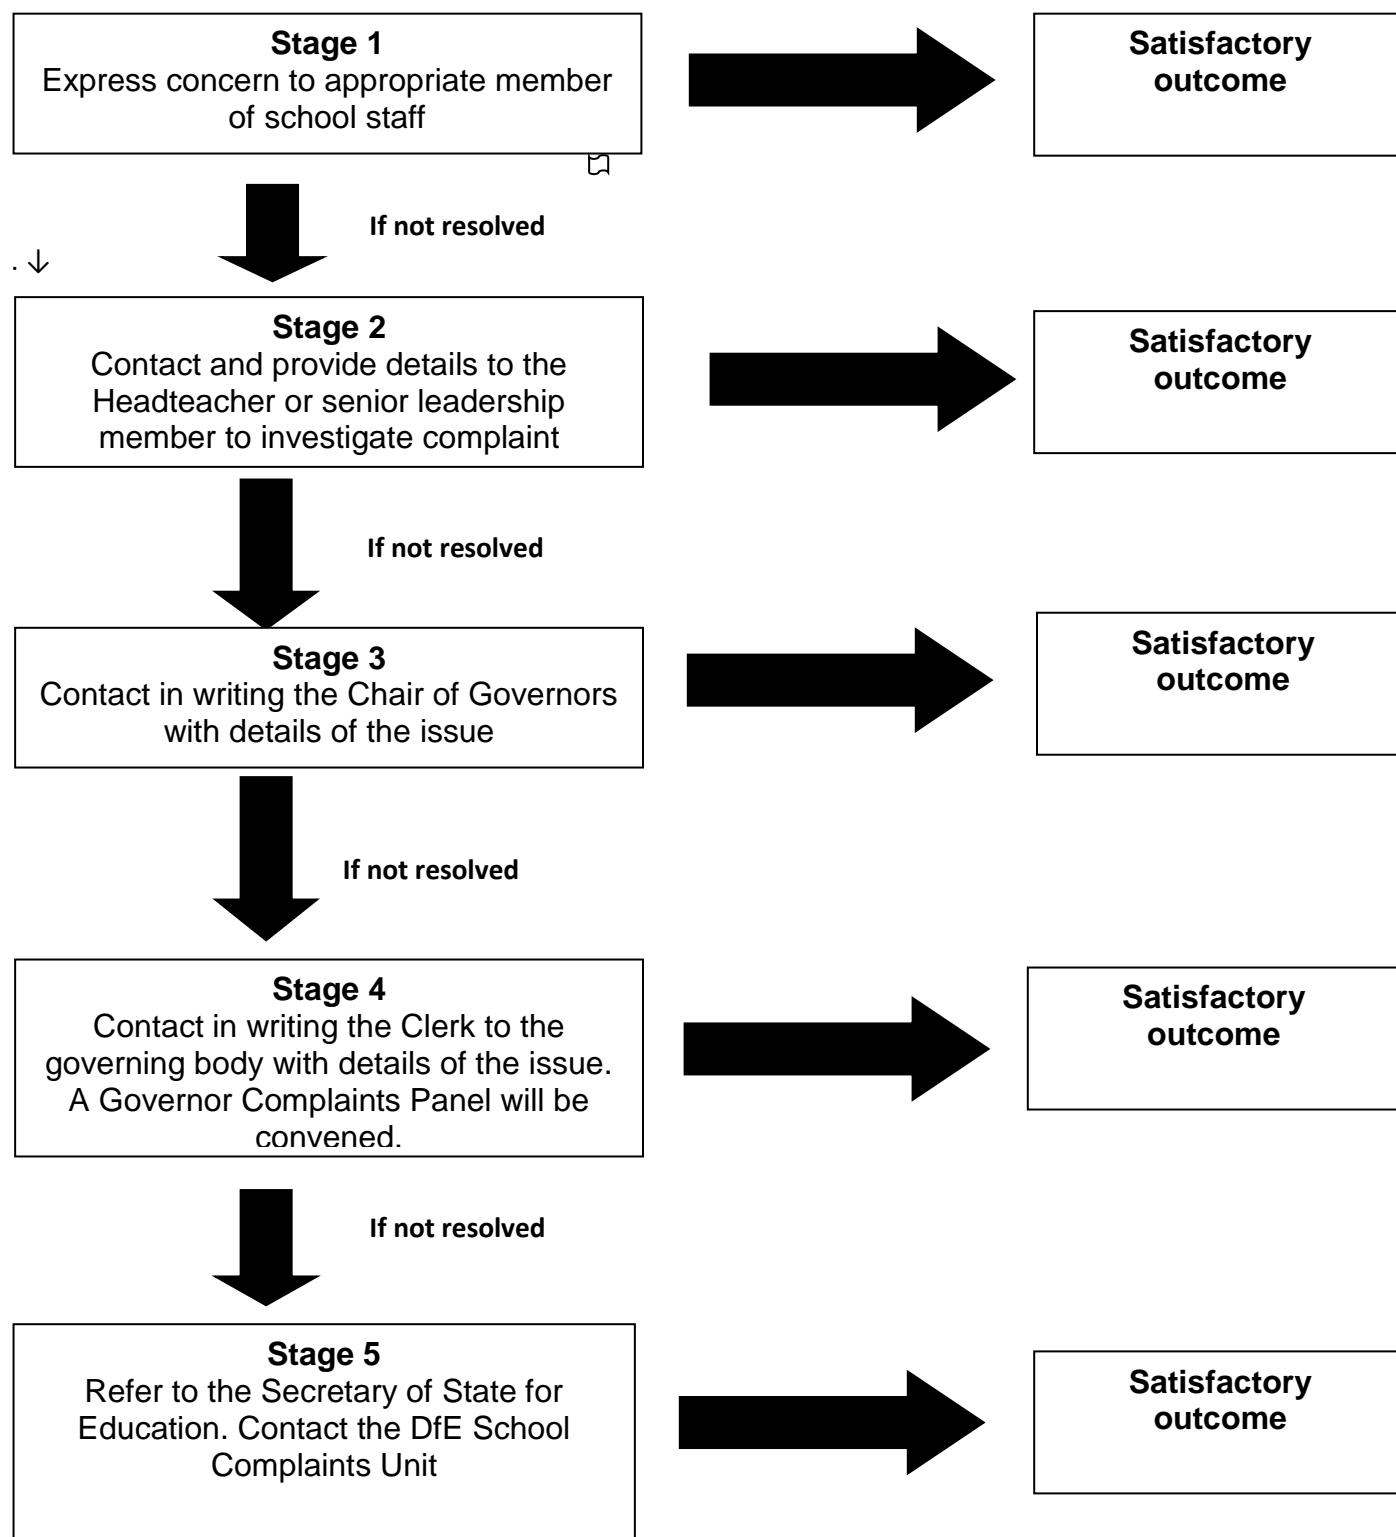 Stage 1
Express concern to appropriate member
of school staff
Satisfactory
outcome
If not resolved
. ↓
Stage 2
Contact and provide details to the
Headteacher or senior leadership
member to investigate complaint
Satisfactory
outcome
If not resolved
Stage 3
Contact in writing the Chair of Governors
with details of the issue
Satisfactory
outcome
If not resolved
Stage 4
Contact in writing the Clerk to the
governing body with details of the issue.
A Governor Complaints Panel will be
convened.
Satisfactory
outcome
If not resolved
Stage 5
Refer to the Secretary of State for
Education. Contact the DfE School
Complaints Unit
Satisfactory
outcome